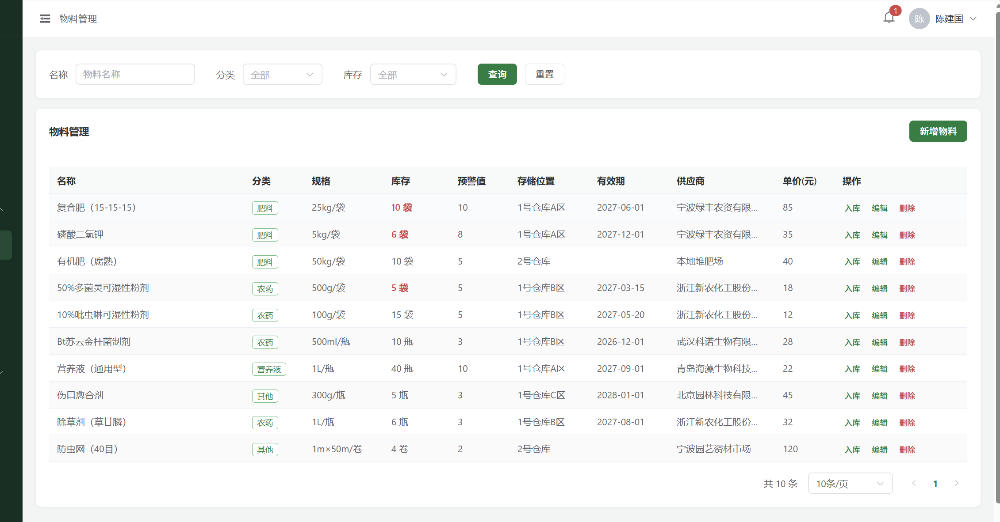 物料管理
1
陈 陈建国
名称 物料名称 分类 全部 库存 全部 查询 重置
物料管理 新增物料
名称 分类 规格 库存 预警值 存储位置 有效期 供应商 单价(元) 操作
复合肥（15-15-15） 肥料 25kg/袋 10 袋 10 1号仓库A区 2027-06-01 宁波绿丰农资有限... 85 入库 编辑 删除
磷酸二氢钾 肥料 5kg/袋 6 袋 8 1号仓库A区 2027-12-01 宁波绿丰农资有限... 35 入库 编辑 删除
有机肥（腐熟） 肥料 50kg/袋 10 袋 5 2号仓库 本地堆肥场 40 入库 编辑 删除
50%多菌灵可湿性粉剂 农药 500g/袋 5 袋 5 1号仓库B区 2027-03-15 浙江新农化工股份... 18 入库 编辑 删除
10%吡虫啉可湿性粉剂 农药 100g/袋 15 袋 5 1号仓库B区 2027-05-20 浙江新农化工股份... 12 入库 编辑 删除
Bt苏云金杆菌制剂 农药 500ml/瓶 10 瓶 3 1号仓库B区 2026-12-01 武汉科诺生物有限... 28 入库 编辑 删除
营养液（通用型） 营养液 1L/瓶 40 瓶 10 1号仓库A区 2027-09-01 青岛海藻生物科技... 22 入库 编辑 删除
伤口愈合剂 其他 300g/瓶 5 瓶 3 1号仓库C区 2028-01-01 北京园林科技有限... 45 入库 编辑 删除
除草剂（草甘膦） 农药 1L/瓶 6 瓶 3 1号仓库B区 2027-08-01 浙江新农化工股份... 32 入库 编辑 删除
防虫网（40目） 其他 1m×50m/卷 4 卷 2 2号仓库 宁波园艺资材市场 120 入库 编辑 删除
共 10 条 10条/页 1